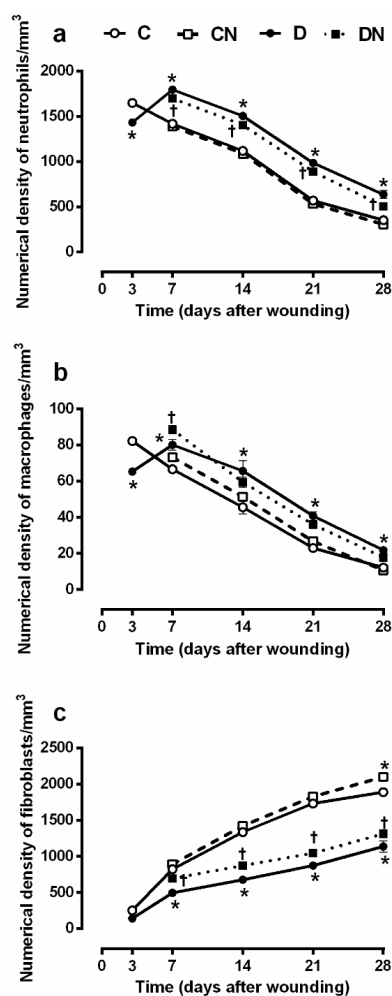 a C CN D DN
Numerical density of neutrophils/mm³
2000
1500
1000
500
0
* * * * * *
† † † †
0 3 7 14 21 28
Time (days after wounding)
b
Numerical density of macrophages/mm³
100
80
60
40
20
0
† * * * * *
*
0 3 7 14 21 28
Time (days after wounding)
c
Numerical density of fibroblasts/mm³
2500
2000
1500
1000
500
0
*
† † † †
* * * *
0 3 7 14 21 28
Time (days after wounding)